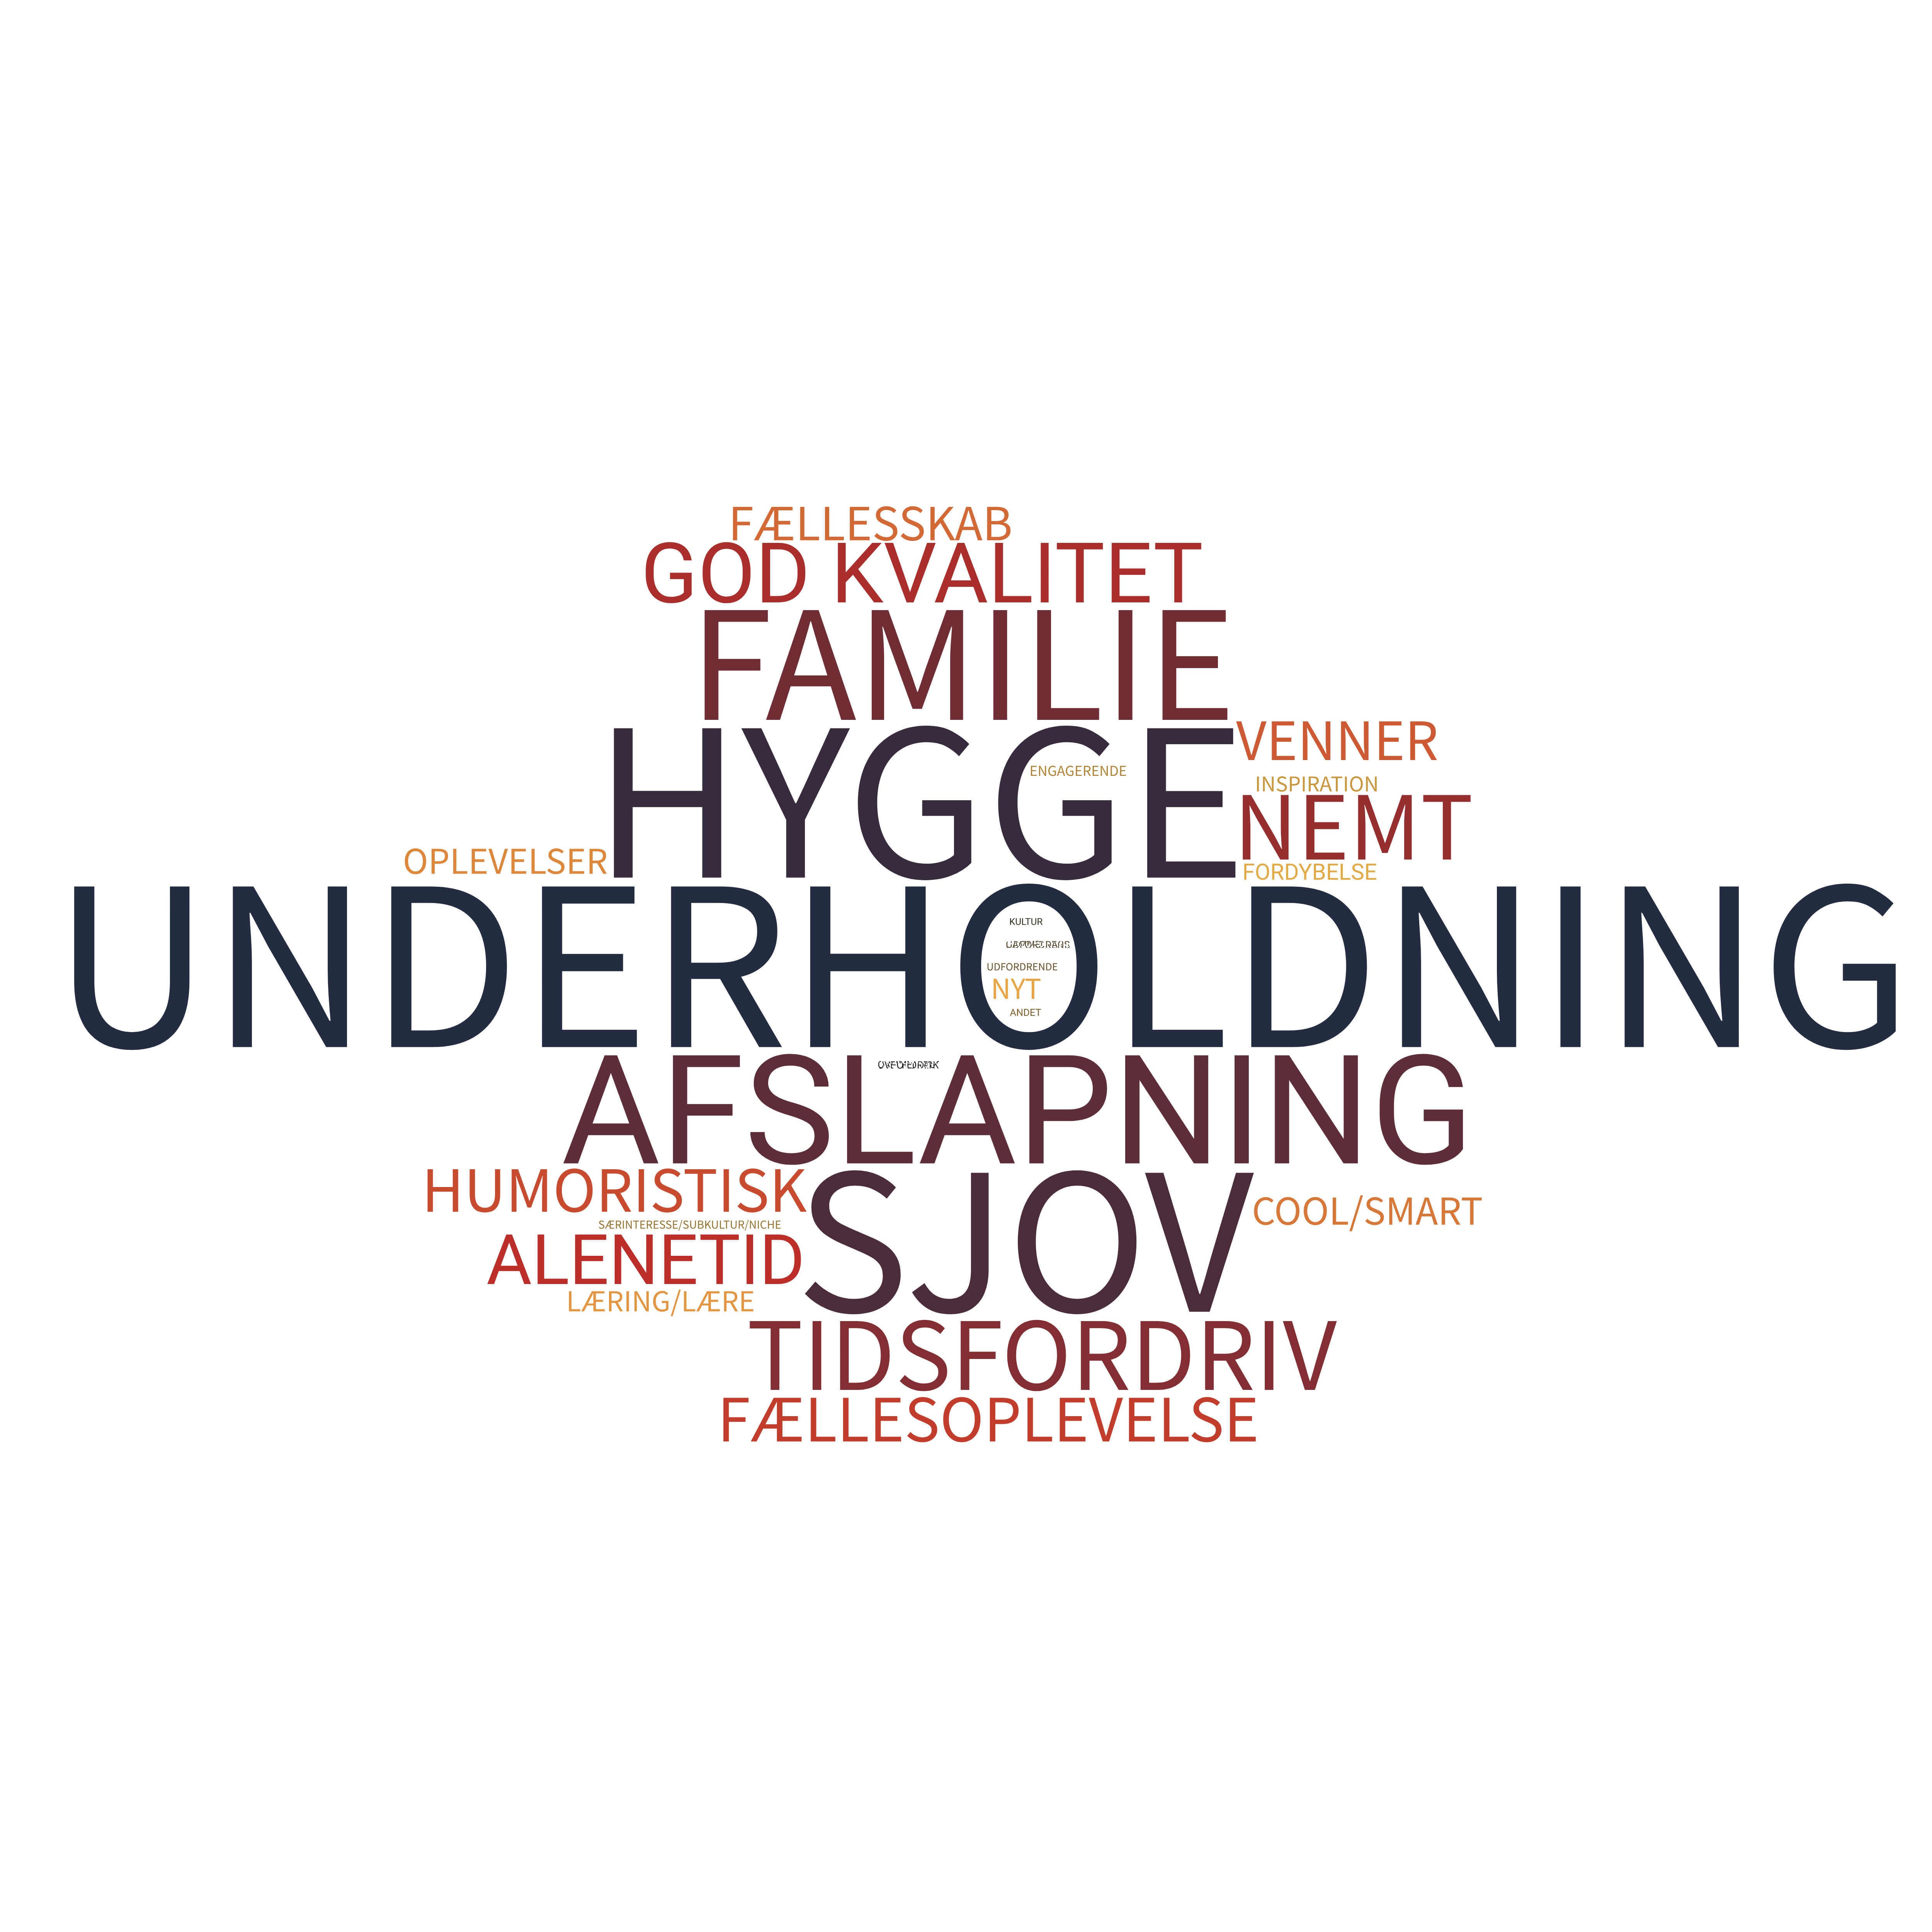 FÆLLESSKAB
GOD KVALITET
FAMILIE
HYGGE
VENNER
ENGAGERENDE
INSPIRATION
NEMT
OPLEVELSER
FORDYBELSE
UNDERHOLDNING
KULTUR
UDFORDRENDE
NYT
ANDET
AFSLAPNING
HUMORISTISK
SJOV
COOL/SMART
SÆRINTERESSE/SUBKULTUR/NICHE
ALENETID
LÆRING/LÆRE
TIDSFORDRIV
FÆLLESOPLEVELSE